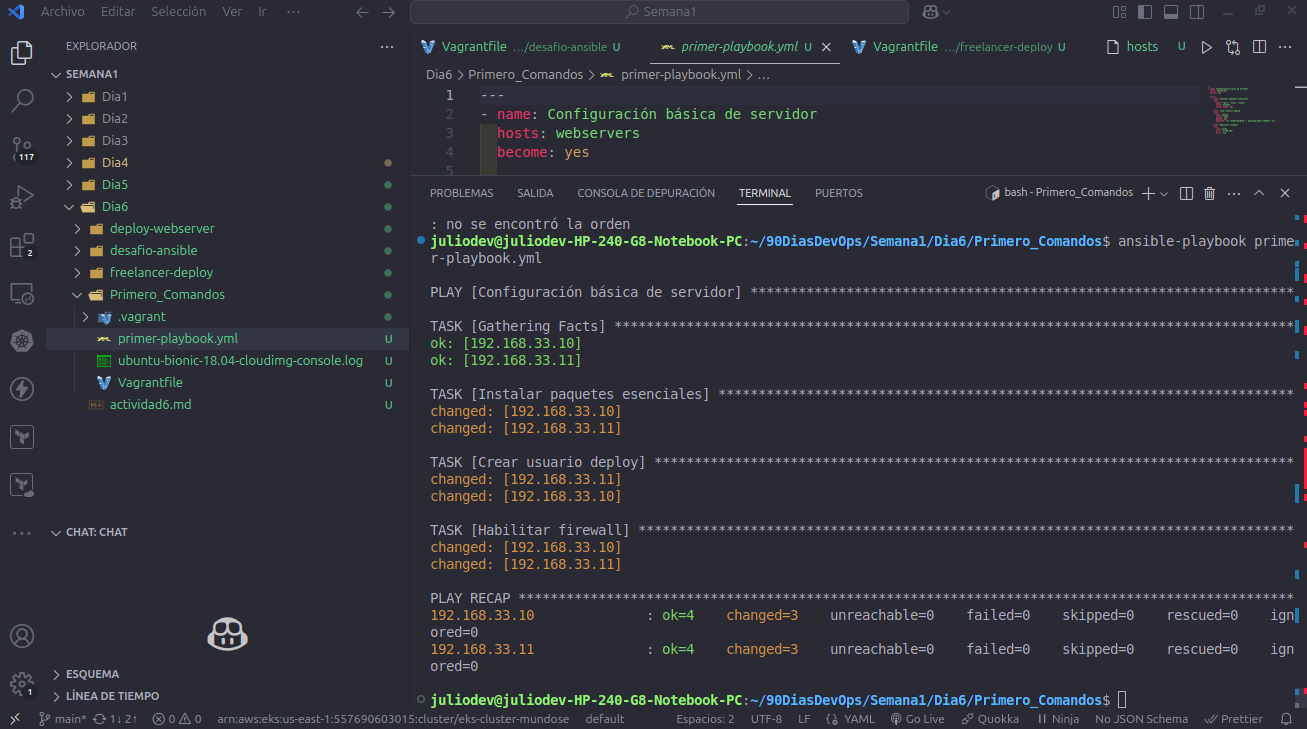 Archivo Editar Selección Ver Ir ··· Semana1
EXPLORADOR ···
SEMANA1
Dia1
Dia2
Dia3
Dia4
Dia5
Dia6
deploy-webserver
desafio-ansible
freelancer-deploy
Primero_Comandos
.vagrant
primer-playbook.yml U
ubuntu-bionic-18.04-cloudimg-console.log U
Vagrantfile U
actividad6.md U
CHAT: CHAT
ESQUEMA
LÍNEA DE TIEMPO
117
2
1
Vagrantfile .../desafio-ansible U primer-playbook.yml U Vagrantfile .../freelancer-deploy U hosts U
Dia6 > Primero_Comandos > primer-playbook.yml > ...
1 ---
2 - name: Configuración básica de servidor
3 hosts: webservers
4 become: yes
5
PROBLEMAS SALIDA CONSOLA DE DEPURACIÓN TERMINAL PUERTOS bash - Primero_Comandos
: no se encontró la orden
juliodev@juliodev-HP-240-G8-Notebook-PC:~/90DiasDevOps/Semana1/Dia6/Primero_Comandos$ ansible-playbook prime
r-playbook.yml
PLAY [Configuración básica de servidor] ********************************************************************
TASK [Gathering Facts] *************************************************************************************
ok: [192.168.33.10]
ok: [192.168.33.11]
TASK [Instalar paquetes esenciales] ************************************************************************
changed: [192.168.33.10]
changed: [192.168.33.11]
TASK [Crear usuario deploy] ********************************************************************************
changed: [192.168.33.11]
changed: [192.168.33.10]
TASK [Habilitar firewall] **********************************************************************************
changed: [192.168.33.10]
changed: [192.168.33.11]
PLAY RECAP *************************************************************************************************
192.168.33.10 : ok=4 changed=3 unreachable=0 failed=0 skipped=0 rescued=0 ign
ored=0
192.168.33.11 : ok=4 changed=3 unreachable=0 failed=0 skipped=0 rescued=0 ign
ored=0
juliodev@juliodev-HP-240-G8-Notebook-PC:~/90DiasDevOps/Semana1/Dia6/Primero_Comandos$
main* 1↓ 2↑ 0 0 arn:aws:eks:us-east-1:557690603015:cluster/eks-cluster-mundose default Espacios: 2 UTF-8 LF YAML Go Live Quokka Ninja No JSON Schema Prettier